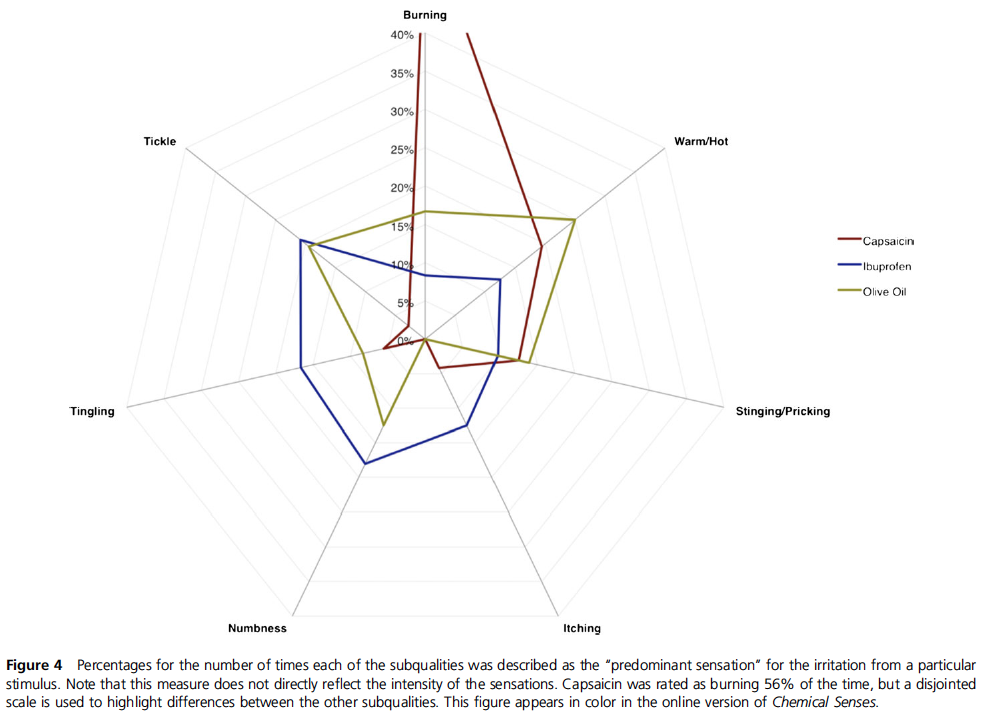 Burning
40%
35%
30%
25%
20%
15%
10%
5%
0%
Tickle
Warm/Hot
Capsaicin
Ibuprofen
Olive Oil
Tingling
Stinging/Pricking
Numbness
Itching
Figure 4 Percentages for the number of times each of the subqualities was described as the “predominant sensation” for the irritation from a particular
stimulus. Note that this measure does not directly reflect the intensity of the sensations. Capsaicin was rated as burning 56% of the time, but a disjointed
scale is used to highlight differences between the other subqualities. This figure appears in color in the online version of Chemical Senses.